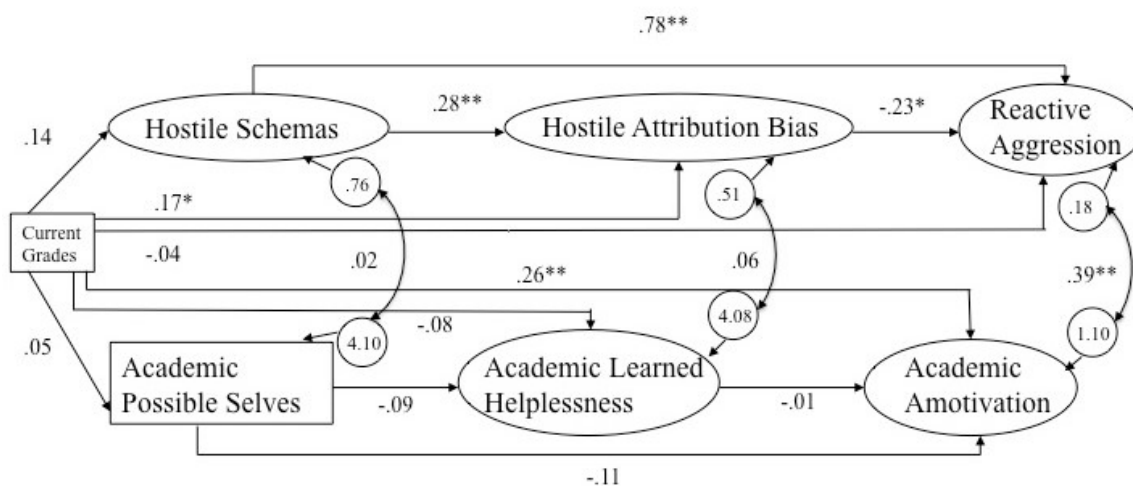 .78**
.28**
-.23*
Hostile Schemas
Hostile Attribution Bias
Reactive
Aggression
.14
.76
.51
.18
.17*
Current
Grades
-.04
.02
.26**
.06
.39**
-.08
4.10
4.08
1.10
.05
Academic
Possible Selves
Academic Learned
Helplessness
Academic
Amotivation
-.09
-.01
-.11